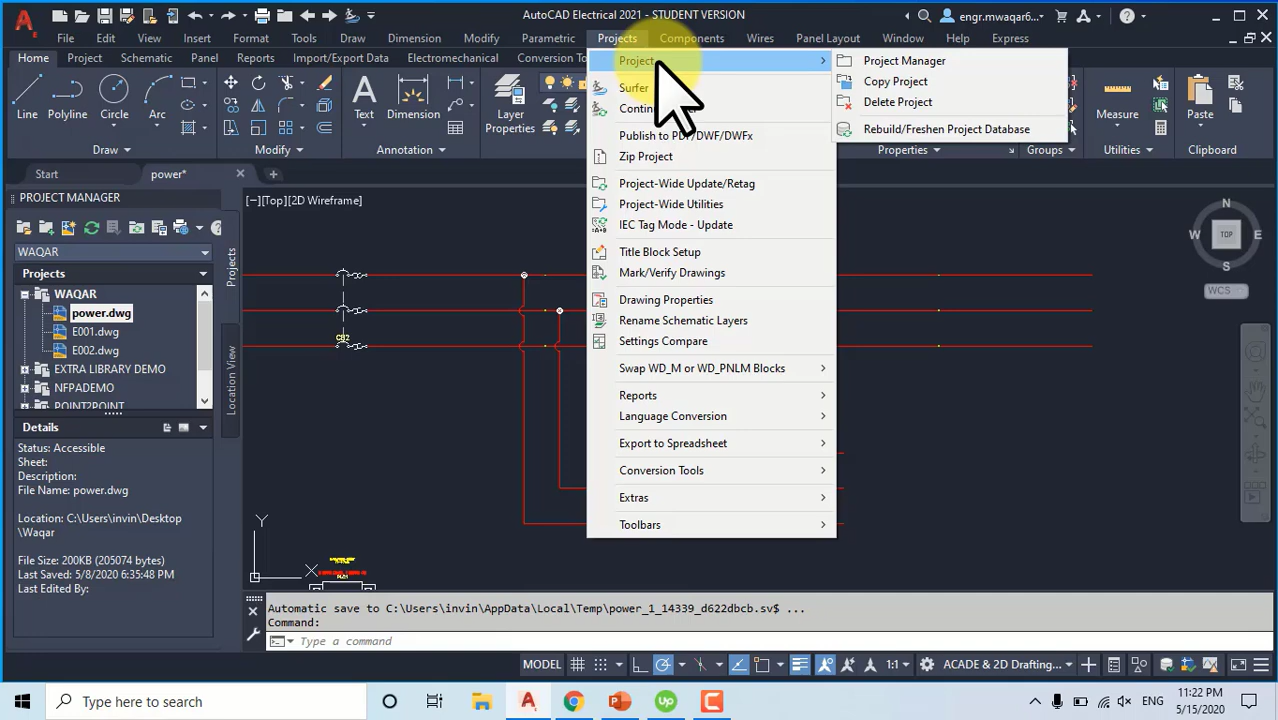 AutoCAD Electrical 2021 - STUDENT VERSION
engr.mwaqar6...
File Edit View Insert Format Tools Draw Dimension Modify Parametric Projects Components Wires Panel Layout Window Help Express
Home Project Schematic Panel Reports Import/Export Data Electromechanical Conversion To
Line Polyline Circle Arc
Draw
Modify
Text Dimension
Annotation
Layer
Properties
Properties
Groups
Measure
Utilities
Paste
Clipboard
Project
Surfer
Contin
Publish to PDF/DWF/DWFx
Zip Project
Project-Wide Update/Retag
Project-Wide Utilities
IEC Tag Mode - Update
Title Block Setup
Mark/Verify Drawings
Drawing Properties
Rename Schematic Layers
Settings Compare
Swap WD_M or WD_PNLM Blocks
Reports
Language Conversion
Export to Spreadsheet
Conversion Tools
Extras
Toolbars
Project Manager
Copy Project
Delete Project
Rebuild/Freshen Project Database
Start power*
PROJECT MANAGER
WAQAR
Projects
WAQAR
power.dwg
E001.dwg
E002.dwg
EXTRA LIBRARY DEMO
NFPADEMO
POINT2POINT
Projects
Location View
Details
Status: Accessible
Sheet:
Description:
File Name: power.dwg
Location: C:\Users\invin\Desktop
\Waqar
File Size: 200KB (205074 bytes)
Last Saved: 5/8/2020 6:35:48 PM
Last Edited By:
[−][Top][2D Wireframe]
CB2
Y
X
N
W TOP E
S
WCS
Automatic save to C:\Users\invin\AppData\Local\Temp\power_1_14339_d622dbcb.sv$ ...
Command:
Type a command
MODEL 1:1 ACADE & 2D Drafting...
Type here to search
ENG
11:22 PM
5/15/2020